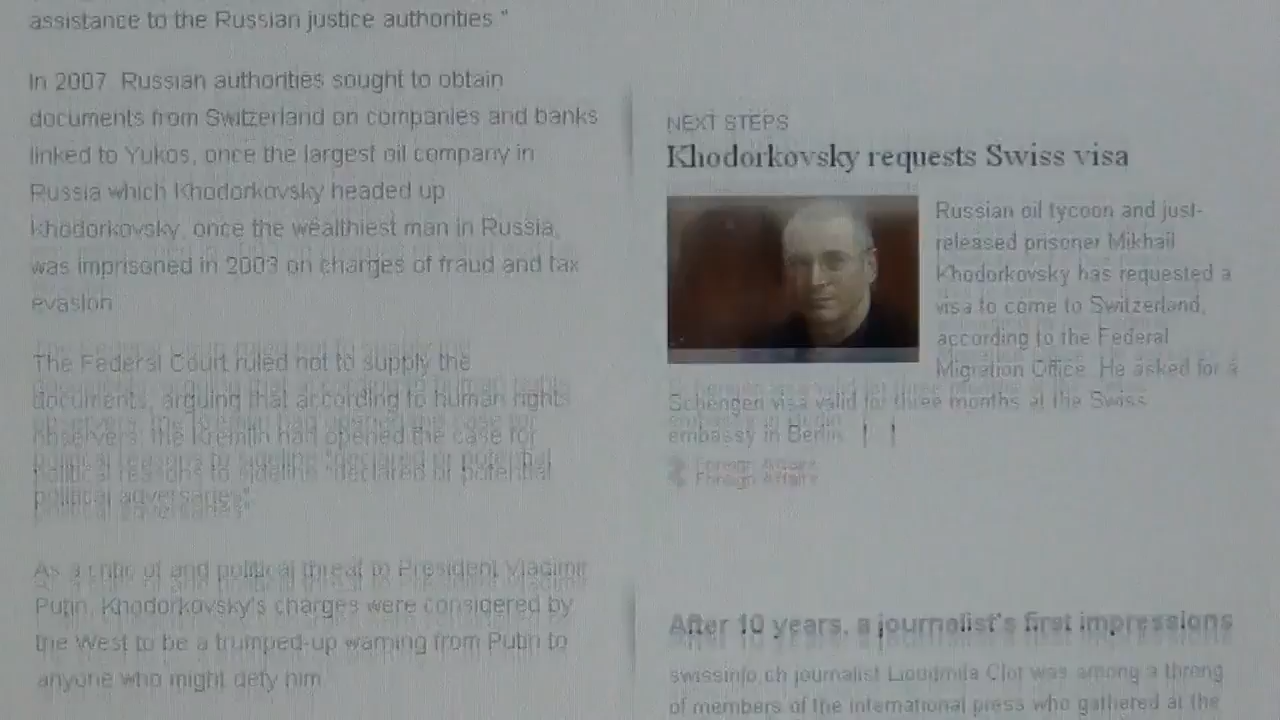 assistance to the Russian justice authorities."
In 2007 Russian authorities sought to obtain
documents from Switzerland on companies and banks
linked to Yukos, once the largest oil company in
Russia which Khodorkovsky headed up
Khodorkovsky, once the wealthiest man in Russia,
was imprisoned in 2003 on charges of fraud and tax
evasion
The Federal Court ruled not to supply the
documents, arguing that according to human rights
observers, the Kremlin had opened the case for
political reasons to sideline "declared or potential
political adversaries".
As a critic of and political threat to President Vladimir
Putin, Khodorkovsky's charges were considered by
the West to be a trumped-up warning from Putin to
anyone who might defy him
NEXT STEPS
Khodorkovsky requests Swiss visa
Russian oil tycoon and just-
released prisoner Mikhail
Khodorkovsky has requested a
visa to come to Switzerland,
according to the Federal
Migration Office. He asked for a
Schengen visa valid for three months at the Swiss
embassy in Berlin.
Foreign Affairs
After 10 years, a journalist's first impressions
swissinfo.ch journalist Lioudmila Clot was among a throng
of members of the international press who gathered at the